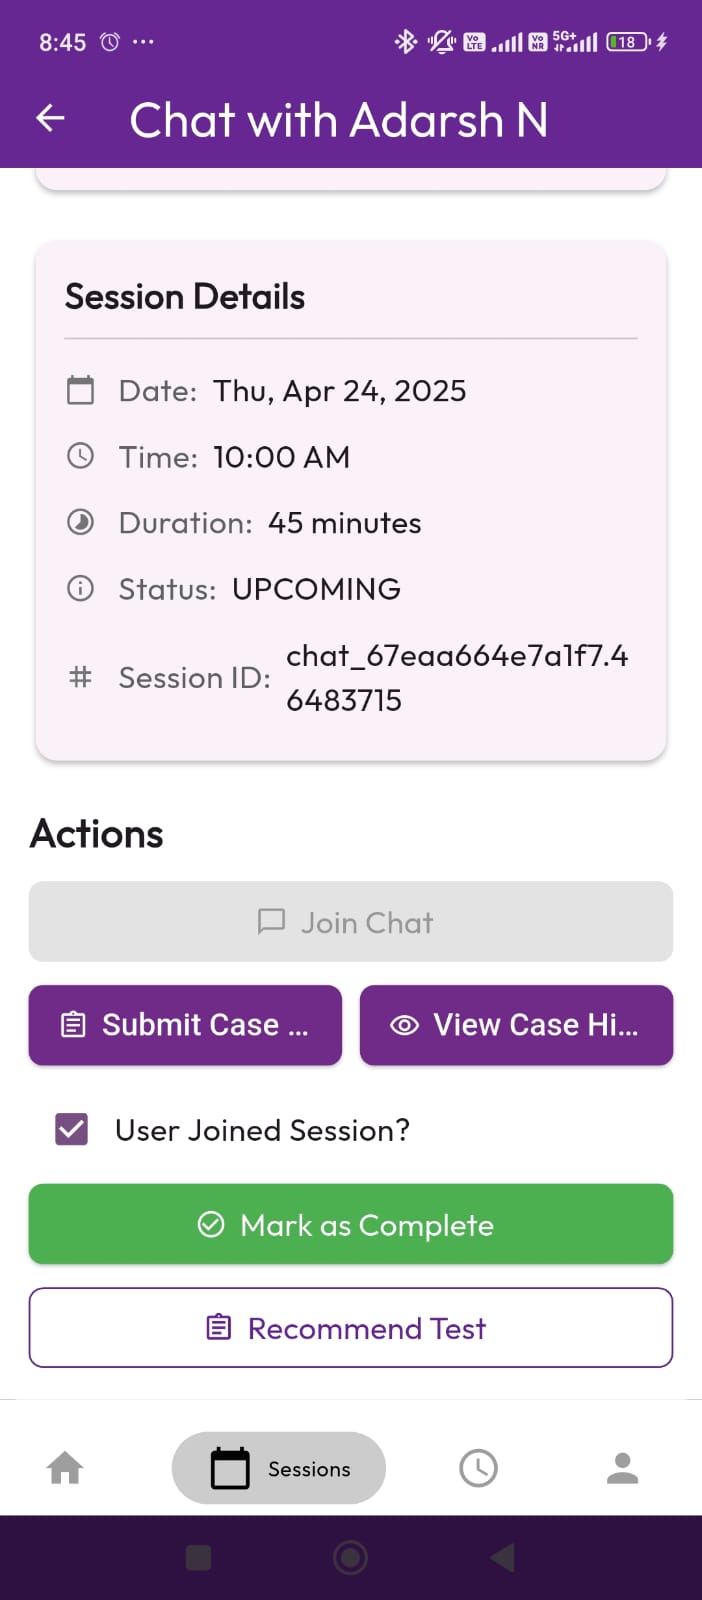 8:45
Vo LTE
Vo NR
5G+
18
Chat with Adarsh N
Session Details
Date: Thu, Apr 24, 2025
Time: 10:00 AM
Duration: 45 minutes
Status: UPCOMING
Session ID: chat_67eaa664e7a1f7.4
6483715
Actions
Join Chat
Submit Case ...
View Case Hi...
User Joined Session?
Mark as Complete
Recommend Test
Sessions